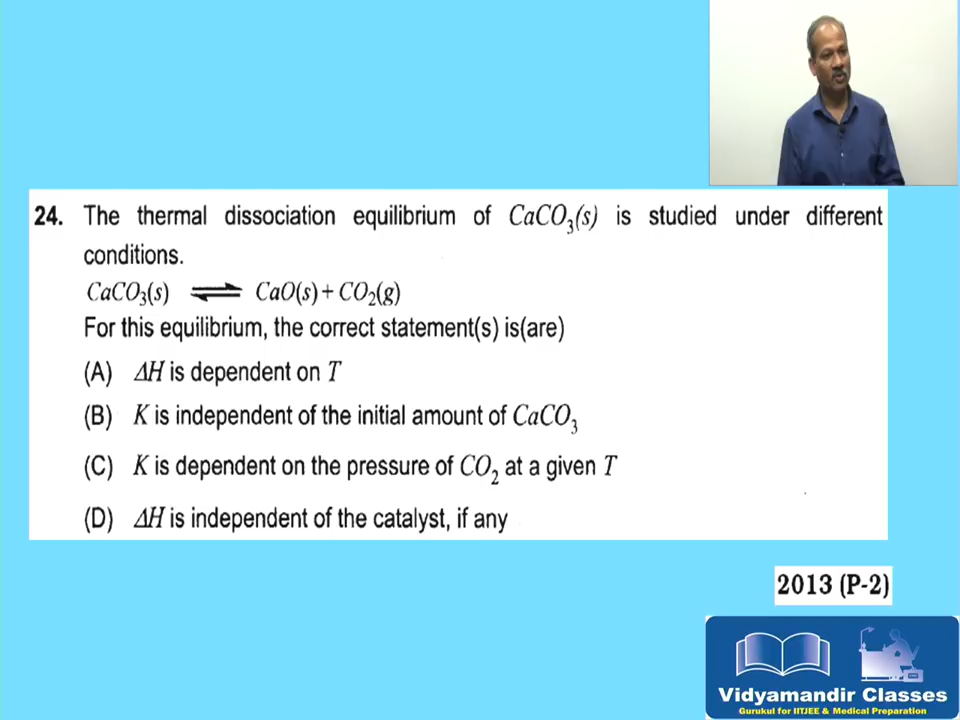 24. The thermal dissociation equilibrium of CaCO₃(s) is studied under different
conditions.
CaCO₃(s) ⇌ CaO(s) + CO₂(g)
For this equilibrium, the correct statement(s) is(are)
(A) ΔH is dependent on T
(B) K is independent of the initial amount of CaCO₃
(C) K is dependent on the pressure of CO₂ at a given T
(D) ΔH is independent of the catalyst, if any
2013 (P-2)
Vidyamandir Classes
Gurukul for IITJEE & Medical Preparation